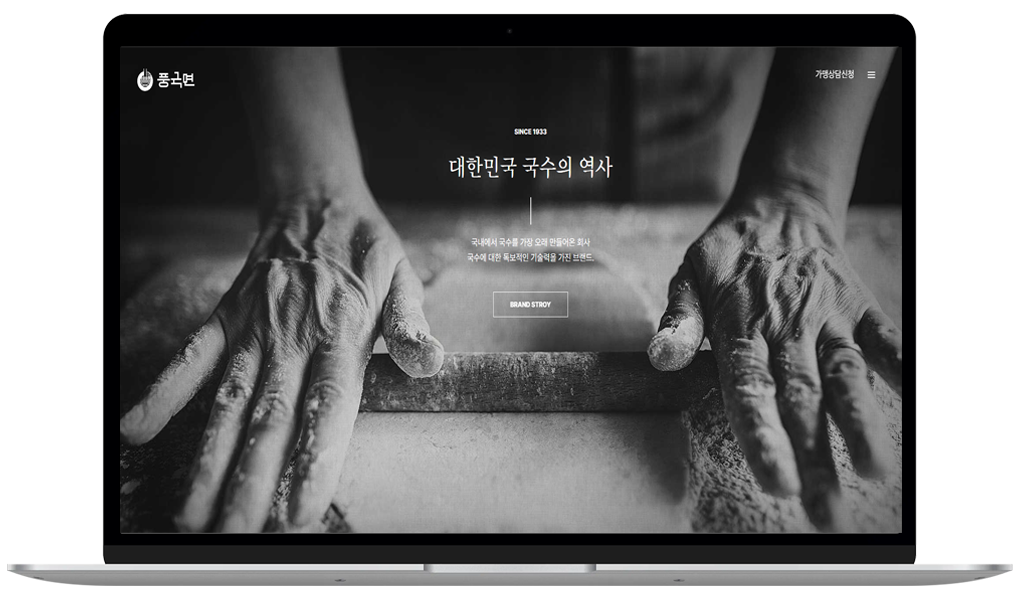 풍국면
가맹상담신청
SINCE 1933
대한민국 국수의 역사
국내에서 국수를 가장 오래 만들어온 회사
국수에 대한 독보적인 기술력을 가진 브랜드.
BRAND STROY